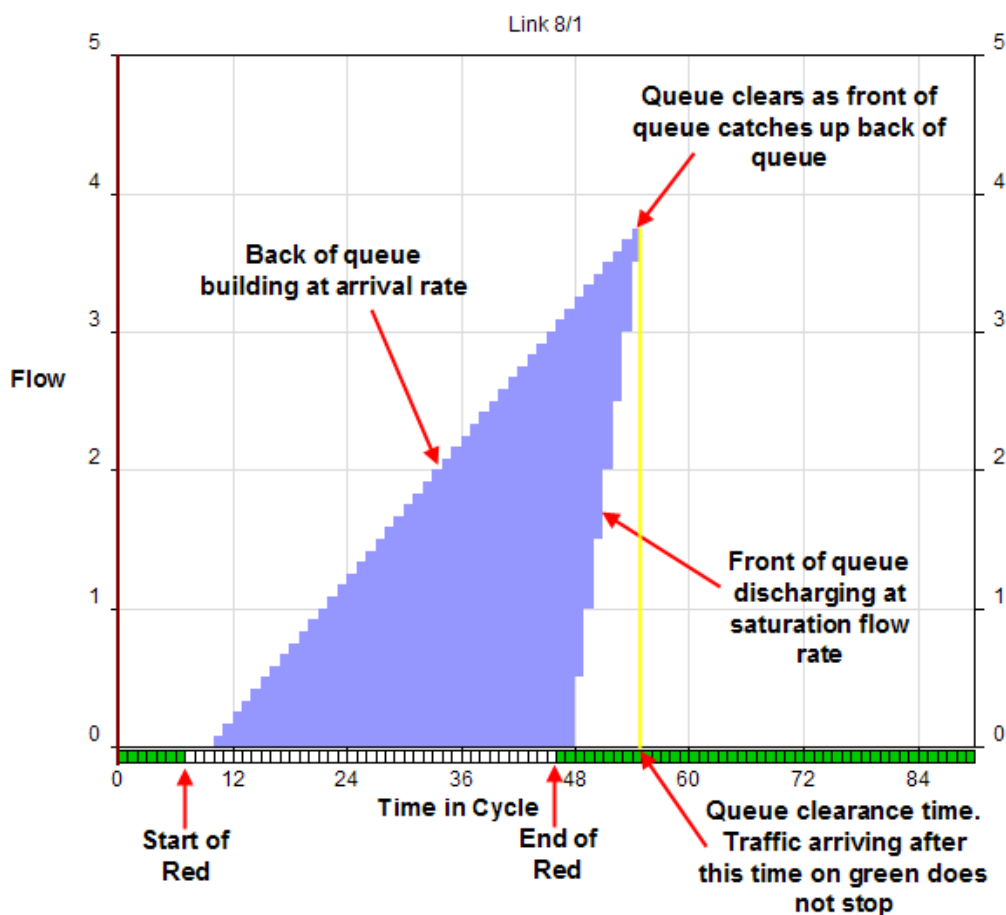 Link 8/1
5
5
Queue clears as front of
queue catches up back of
queue
4
4
Back of queue
building at arrival rate
3
3
Flow
2
2
Front of queue
discharging at
saturation flow
rate
1
1
0
0
0
12
24
36
48
60
72
84
Time in Cycle
Start of
Red
End of
Red
Queue clearance time.
Traffic arriving after
this time on green does
not stop